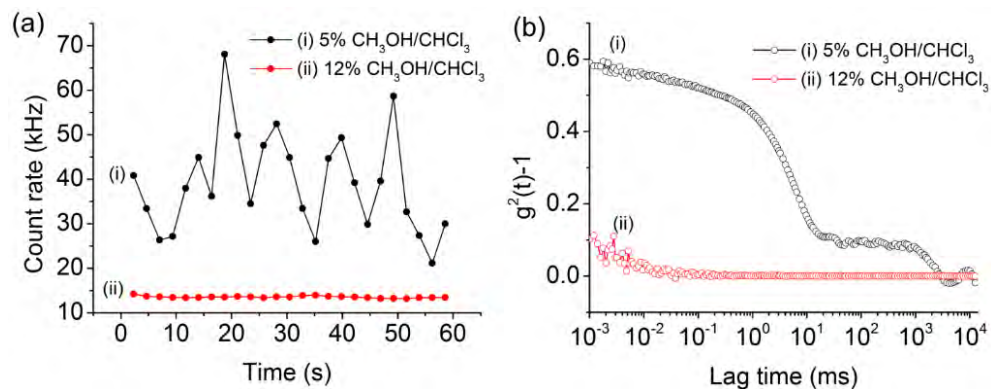 (a)
70
60
50
40
30
20
10
0 10 20 30 40 50 60
Count rate (kHz)
Time (s)
(i) 5% CH₃OH/CHCl₃
(ii) 12% CH₃OH/CHCl₃
(i)
(ii)
(b)
0.6
0.4
0.2
0.0
10⁻³ 10⁻² 10⁻¹ 10⁰ 10¹ 10² 10³ 10⁴
g²(t)-1
Lag time (ms)
(i) 5% CH₃OH/CHCl₃
(ii) 12% CH₃OH/CHCl₃
(i)
(ii)